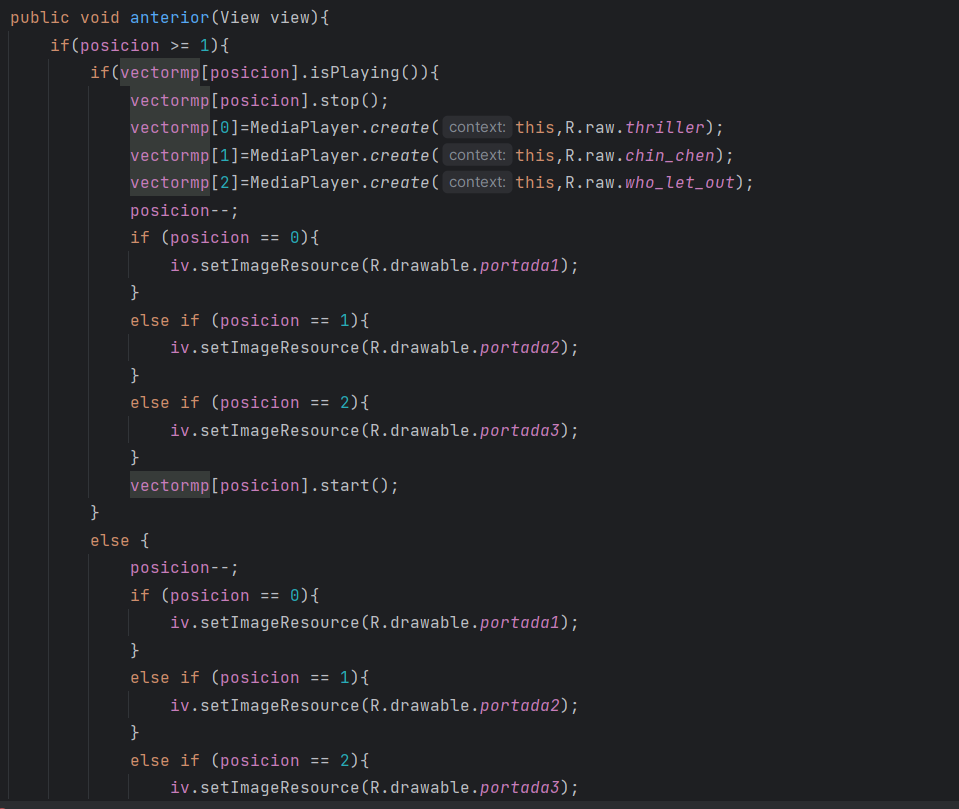 public void anterior(View view){
if(posicion >= 1){
if(vectormp[posicion].isPlaying()){
vectormp[posicion].stop();
vectormp[0]=MediaPlayer.create( context: this,R.raw.thriller);
vectormp[1]=MediaPlayer.create( context: this,R.raw.chin_chen);
vectormp[2]=MediaPlayer.create( context: this,R.raw.who_let_out);
posicion--;
if (posicion == 0){
iv.setImageResource(R.drawable.portada1);
}
else if (posicion == 1){
iv.setImageResource(R.drawable.portada2);
}
else if (posicion == 2){
iv.setImageResource(R.drawable.portada3);
}
vectormp[posicion].start();
}
else {
posicion--;
if (posicion == 0){
iv.setImageResource(R.drawable.portada1);
}
else if (posicion == 1){
iv.setImageResource(R.drawable.portada2);
}
else if (posicion == 2){
iv.setImageResource(R.drawable.portada3);